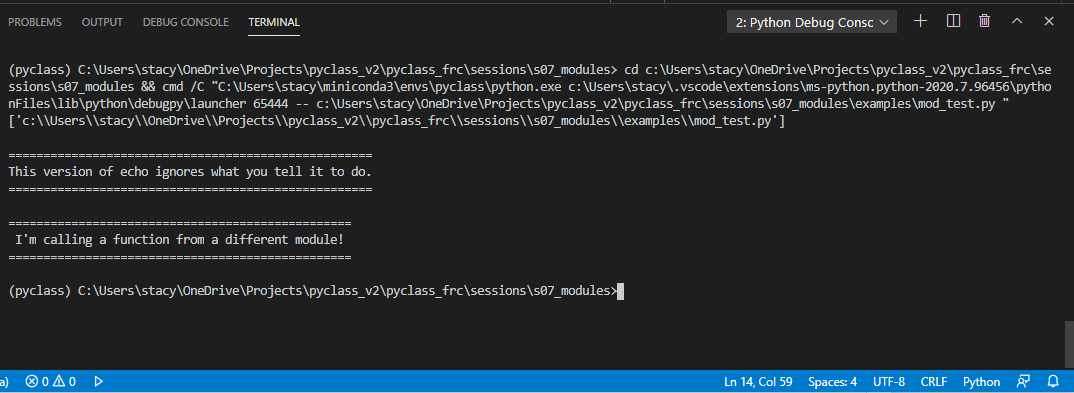 PROBLEMS OUTPUT DEBUG CONSOLE TERMINAL 2: Python Debug Consc
(pyclass) C:\Users\stacy\OneDrive\Projects\pyclass_v2\pyclass_frc\sessions\s07_modules> cd c:\Users\stacy\OneDrive\Projects\pyclass_v2\pyclass_frc\se
ssions\s07_modules && cmd /C "C:\Users\stacy\miniconda3\envs\pyclass\python.exe c:\Users\stacy\.vscode\extensions\ms-python.python-2020.7.96456\pytho
nFiles\lib\python\debugpy\launcher 65444 -- c:\Users\stacy\OneDrive\Projects\pyclass_v2\pyclass_frc\sessions\s07_modules\examples\mod_test.py "
['c:\\Users\\stacy\\OneDrive\\Projects\\pyclass_v2\\pyclass_frc\\sessions\\s07_modules\\examples\\mod_test.py']
====================================================
This version of echo ignores what you tell it to do.
====================================================
=================================================
I'm calling a function from a different module!
=================================================
(pyclass) C:\Users\stacy\OneDrive\Projects\pyclass_v2\pyclass_frc\sessions\s07_modules>
a) 0 0 Ln 14, Col 59 Spaces: 4 UTF-8 CRLF Python